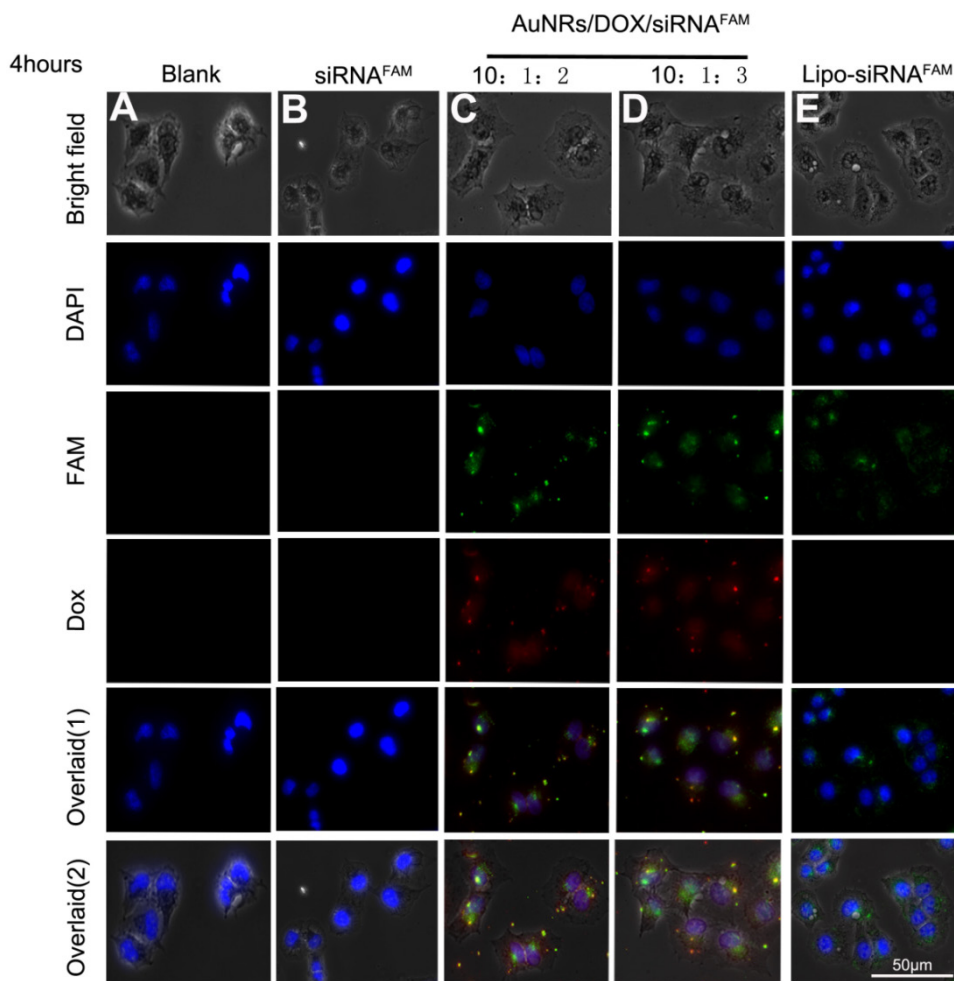 AuNRs/DOX/siRNAFAM
4hours
Blank
siRNAFAM
10: 1: 2
10: 1: 3
Lipo-siRNAFAM
A
B
C
D
E
Bright field
DAPI
FAM
Dox
Overlaid(1)
Overlaid(2)
50μm